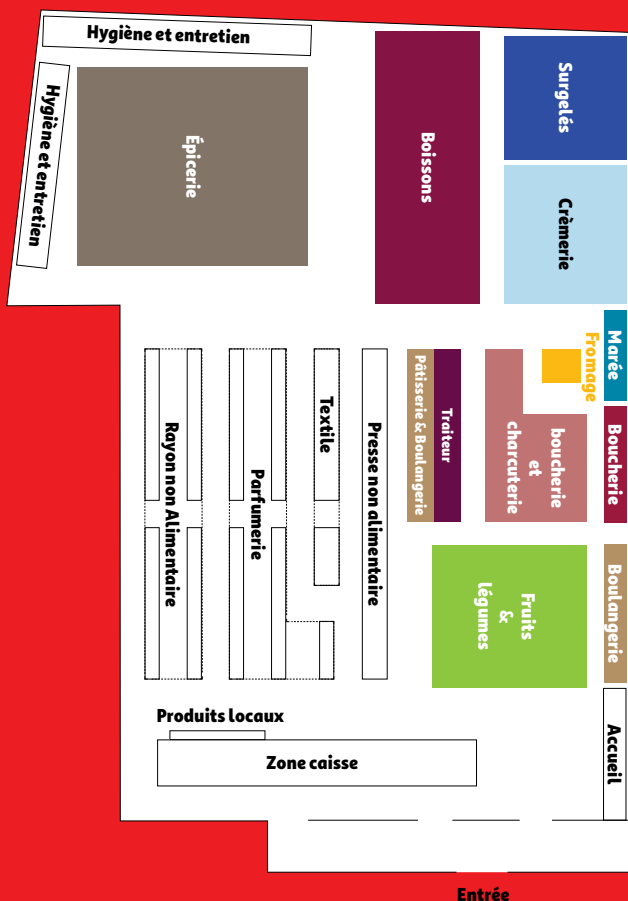 Hygiène et entretien
Hygiène et entretien
Épicerie
Boissons
Surgelés
Crèmerie
Marée
Fromage
Boucherie
boucherie
et
charcuterie
Traiteur
Pâtisserie & Boulangerie
Presse non alimentaire
Textile
Parfumerie
Rayon non Alimentaire
Fruits
&
légumes
Boulangerie
Accueil
Produits locaux
Zone caisse
Entrée